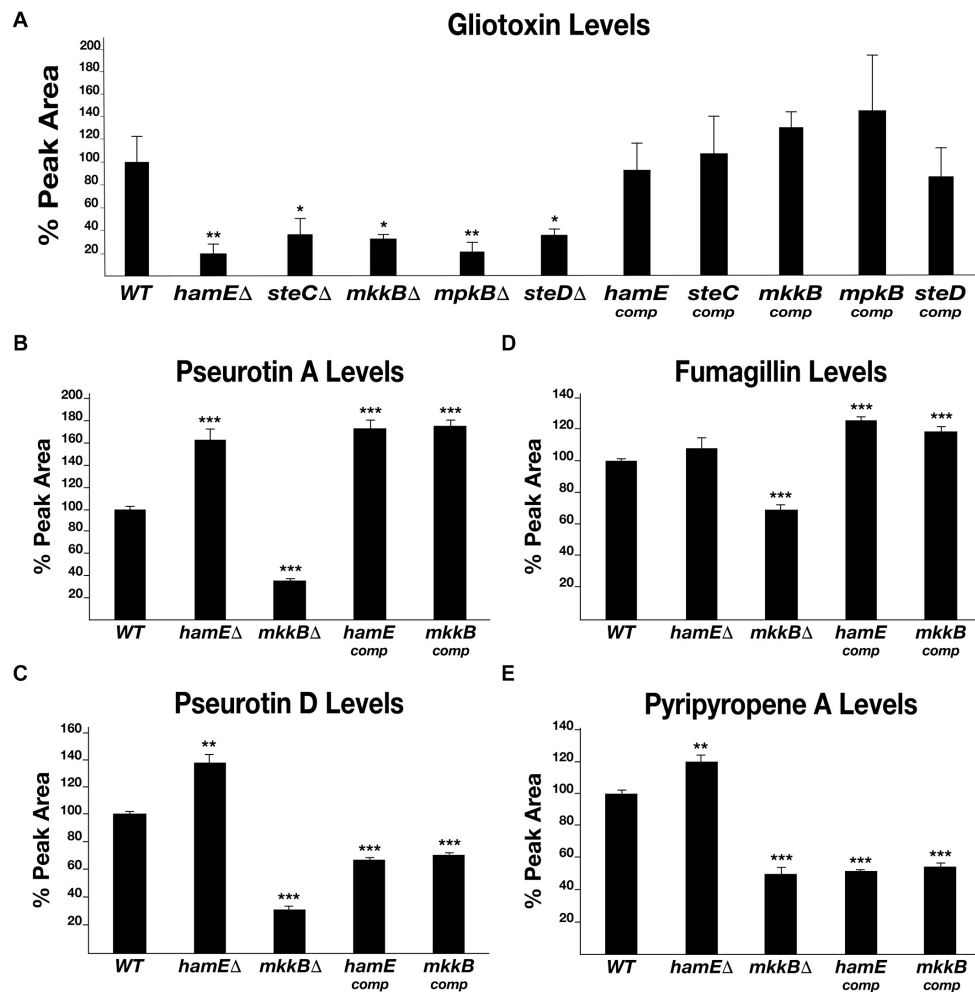 A
Gliotoxin Levels
% Peak Area
200
180
160
140
120
100
80
60
40
20
** * * ** *
WT hamEΔ steCΔ mkkBΔ mpkBΔ steDΔ hamE steC mkkB mpkB steD
comp comp comp comp comp
B
Pseurotin A Levels
% Peak Area
200
180
160
140
120
100
80
60
40
20
*** *** *** ***
WT hamEΔ mkkBΔ hamE mkkB
comp comp
D
Fumagillin Levels
% Peak Area
140
120
100
80
60
40
20
*** *** ***
WT hamEΔ mkkBΔ hamE mkkB
comp comp
C
Pseurotin D Levels
% Peak Area
160
140
120
100
80
60
40
20
** *** *** ***
WT hamEΔ mkkBΔ hamE mkkB
comp comp
E
Pyripyropene A Levels
% Peak Area
140
120
100
80
60
40
20
** *** *** ***
WT hamEΔ mkkBΔ hamE mkkB
comp comp